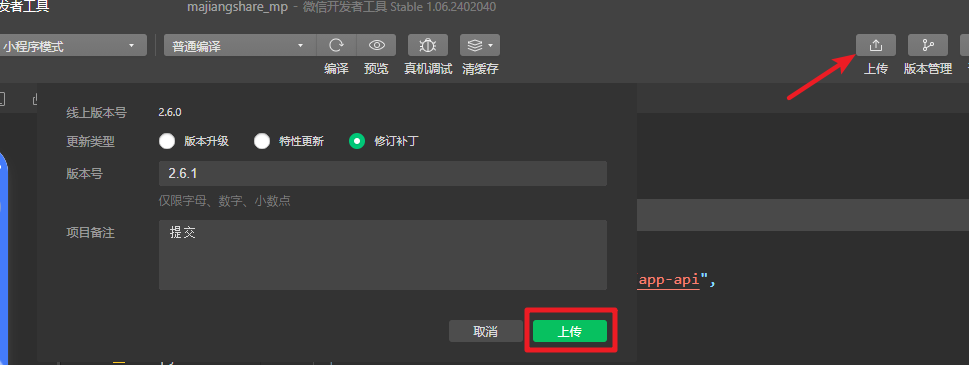 发者工具
majiangshare_mp - 微信开发者工具 Stable 1.06.2402040
小程序模式
普通编译
编译
预览
真机调试
清缓存
上传
版本管理
线上版本号
2.6.0
更新类型
版本升级
特性更新
修订补丁
版本号
2.6.1
仅限字母、数字、小数点
项目备注
提交
app-api",
取消
上传